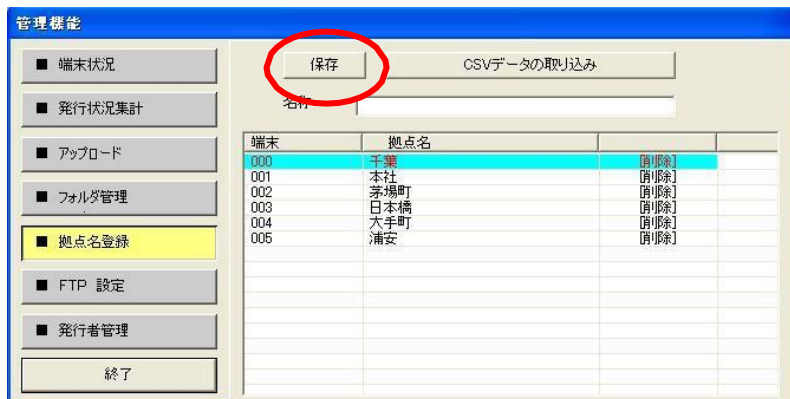 管理機能
■ 端末状況
■ 発行状況集計
■ アップロード
■ フォルダ管理
■ 拠点名登録
■ FTP 設定
■ 発行者管理
終了
保存 CSVデータの取り込み
名称
端末 拠点名
000 千葉 [削除]
001 本社 [削除]
002 茅場町 [削除]
003 日本橋 [削除]
004 大手町 [削除]
005 浦安 [削除]